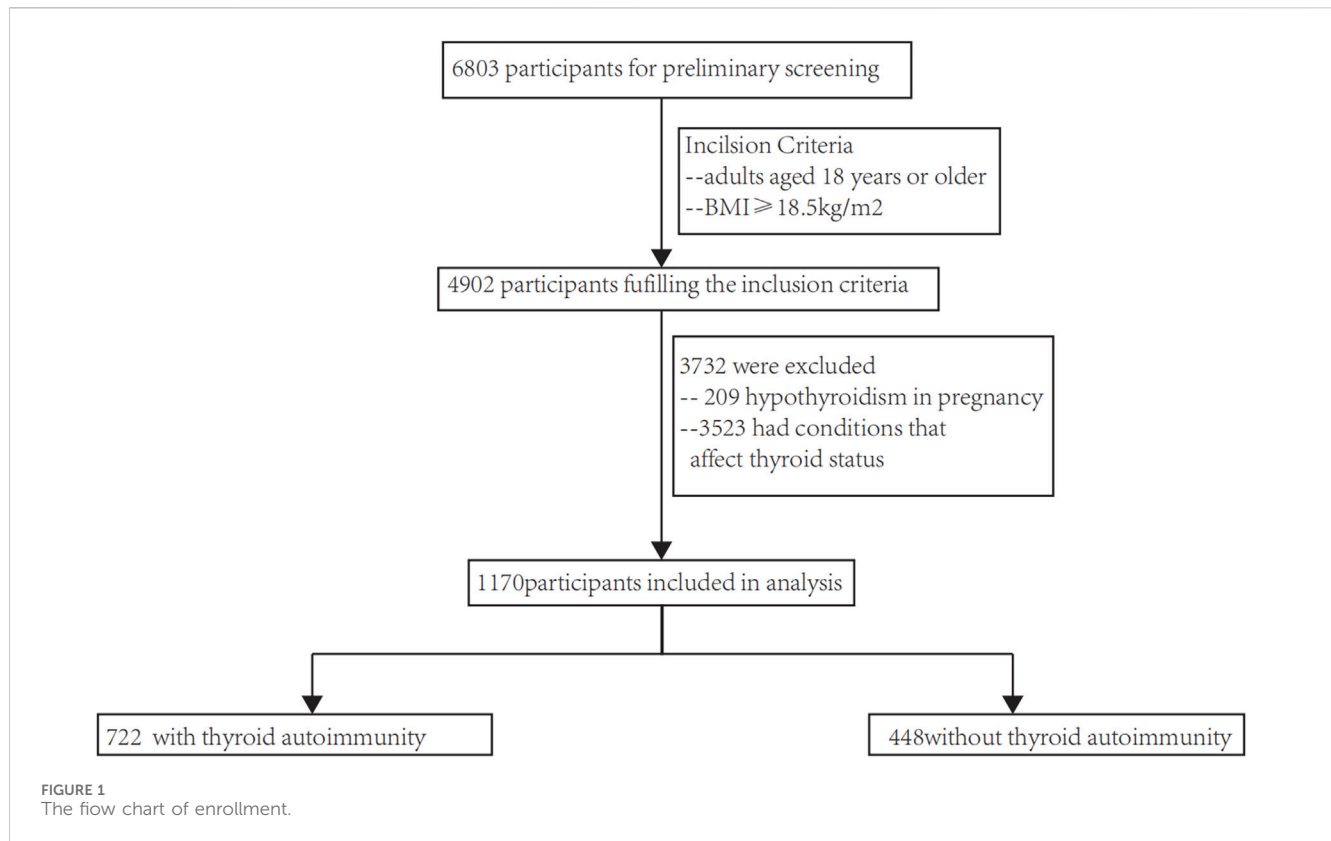 6803 participants for preliminary screening
Incilsion Criteria
--adults aged 18 years or older
--BMI⩾18.5kg/m2
4902 participants fufilling the inclusion criteria
3732 were excluded
-- 209 hypothyroidism in pregnancy
--3523 had conditions that
affect thyroid status
1170participants included in analysis
722 with thyroid autoimmunity
448without thyroid autoimmunity
FIGURE 1
The flow chart of enrollment.